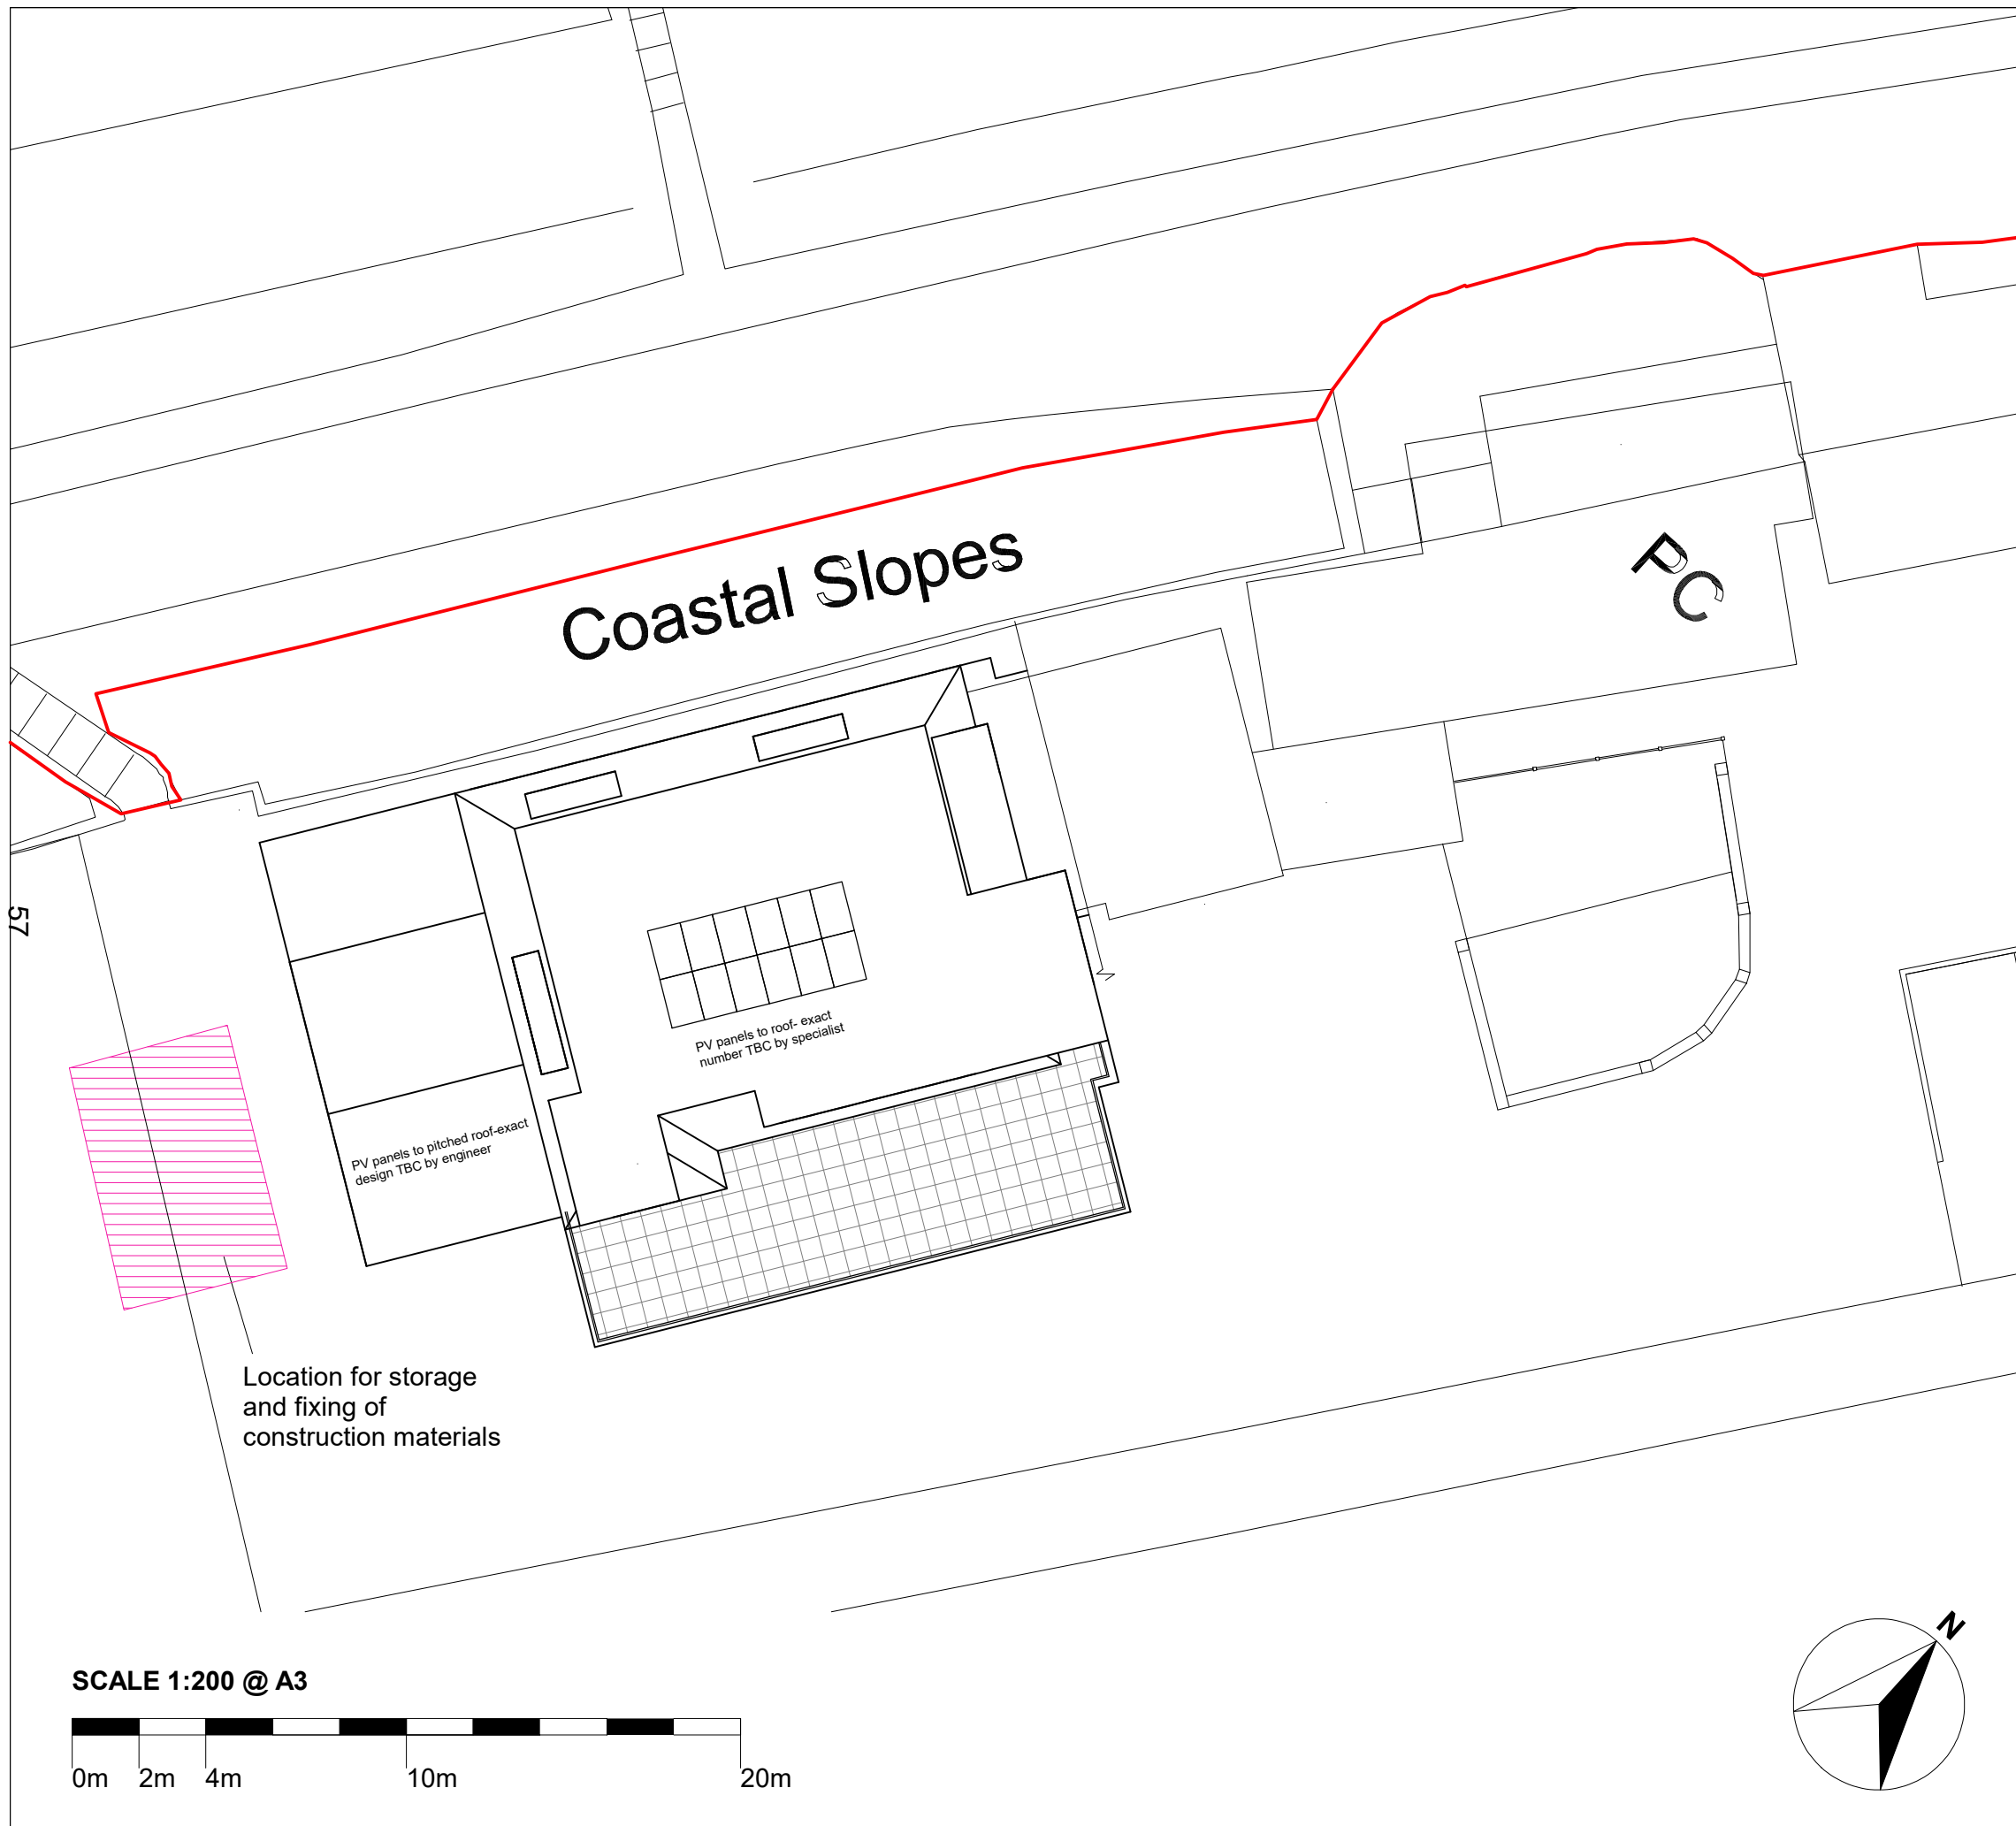 Coastal Slopes
PC
57
PV panels to roof- exact
number TBC by specialist
PV panels to pitched roof-exact
design TBC by engineer
Location for storage
and fixing of
construction materials
N
SCALE 1:200 @ A3
0m 2m 4m 10m 20m